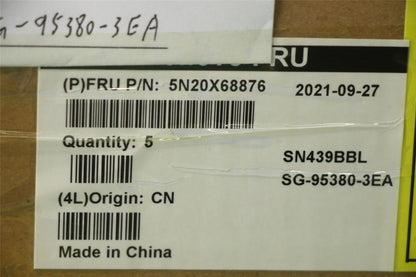 G-95380-3EA
FRU
(P)FRU P/N: 5N20X68876 2021-09-27
Quantity: 5
SN439BBL
SG-95380-3EA
(4L)Origin: CN
Made in China